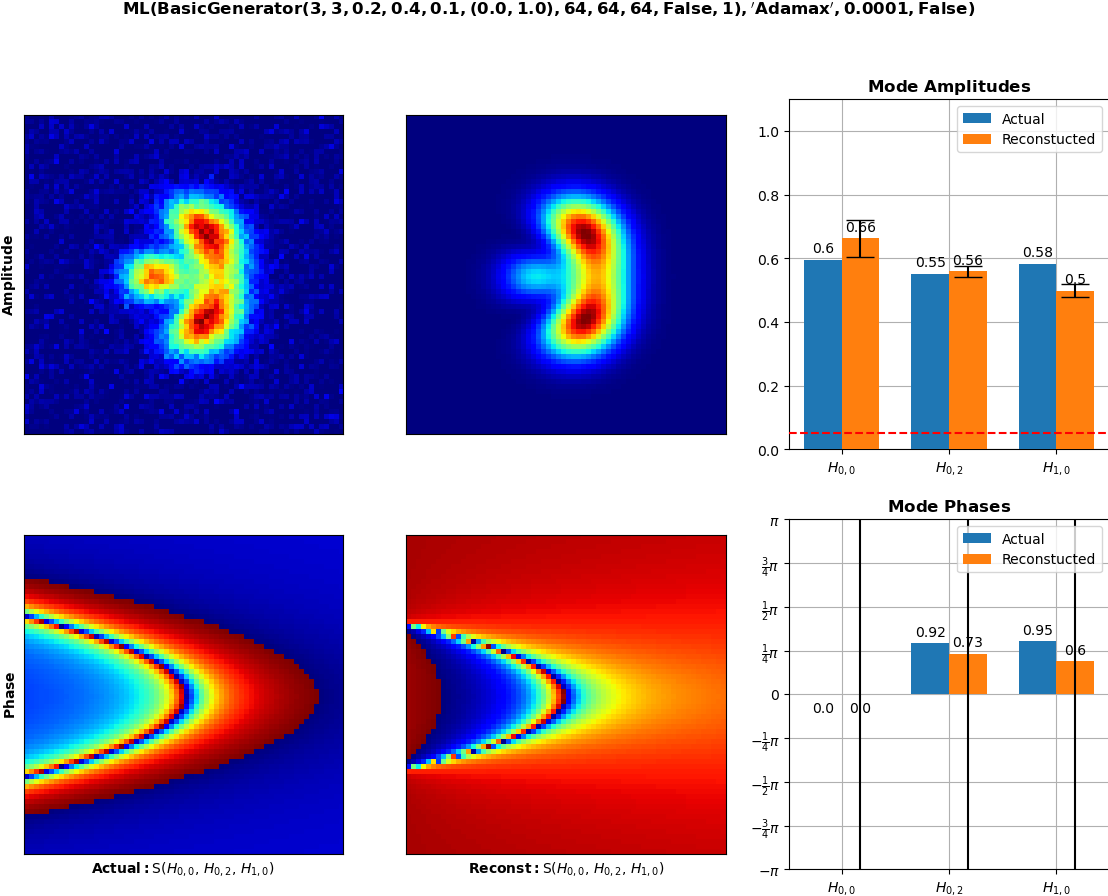 ML(BasicGenerator(3, 3, 0.2, 0.4, 0.1, (0.0, 1.0), 64, 64, 64, False, 1), ′Adamax′, 0.0001, False)
Amplitude
Mode Amplitudes
Actual
Reconstucted
1.0
0.8
0.6
0.4
0.2
0.0
0.6
0.66
0.55
0.56
0.58
0.5
H0,0
H0,2
H1,0
Phase
Actual: S(H0,0, H0,2, H1,0)
Reconst: S(H0,0, H0,2, H1,0)
Mode Phases
Actual
Reconstucted
π
3/4π
1/2π
1/4π
0
−1/4π
−1/2π
−3/4π
−π
0.0
0.0
0.92
0.73
0.95
0.6
H0,0
H0,2
H1,0